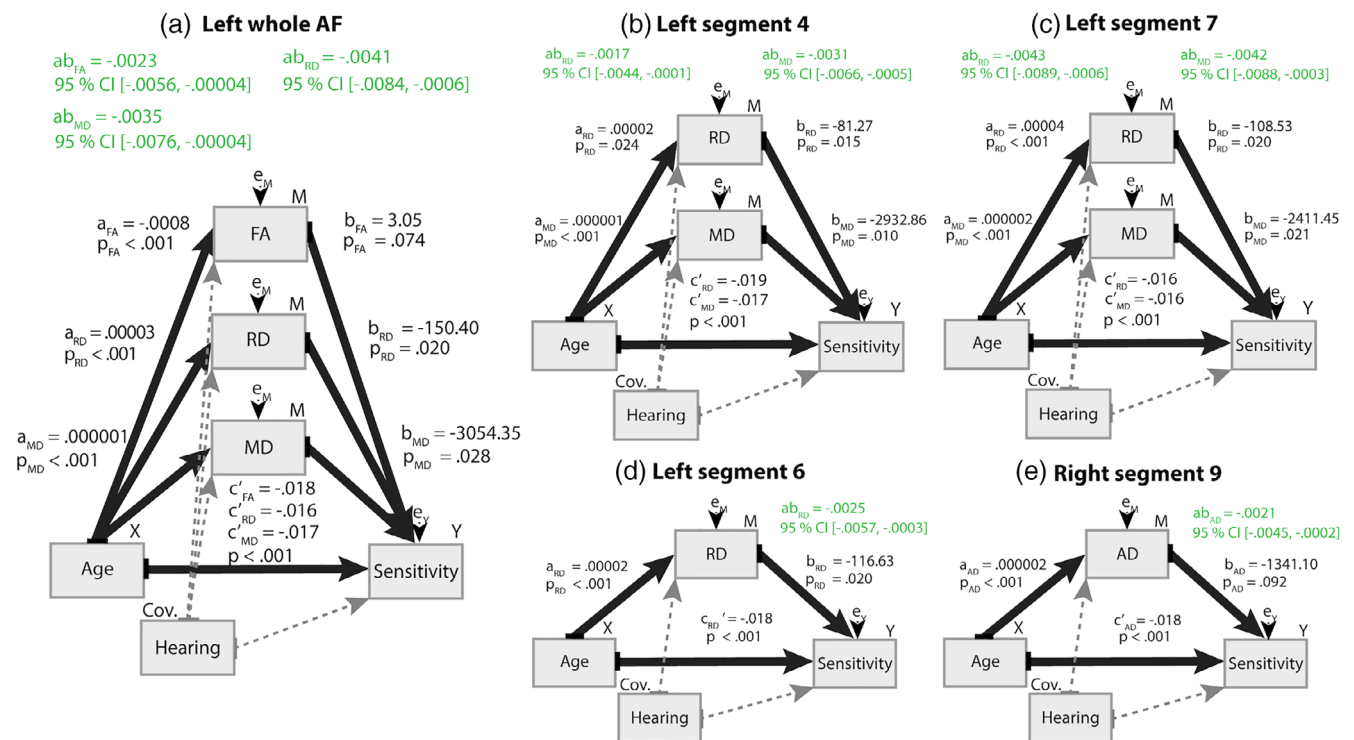 (a) Left whole AF
ab_FA = -.0023
95 % CI [-.0056, -.00004]
ab_RD = -.0041
95 % CI [-.0084, -.0006]
ab_MD = -.0035
95 % CI [-.0076, -.00004]
e_M
M
FA
a_FA = -.0008
p_FA < .001
b_FA = 3.05
p_FA = .074
e_M
M
RD
a_RD = .00003
p_RD < .001
b_RD = -150.40
p_RD = .020
e_M
M
MD
a_MD = .000001
p_MD < .001
b_MD = -3054.35
p_MD = .028
c'_FA = -.018
c'_RD = -.016
c'_MD = -.017
p < .001
X
Age
e_Y
Y
Sensitivity
Cov.
Hearing
(b) Left segment 4
ab_RD = -.0017
95 % CI [-.0044, -.0001]
ab_MD = -.0031
95 % CI [-.0066, -.0005]
e_M
M
RD
a_RD = .00002
p_RD = .024
b_RD = -81.27
p_RD = .015
e_M
M
MD
a_MD = .000001
p_MD < .001
b_MD = -2932.86
p_MD = .010
c'_RD = -.019
c'_MD = -.017
p < .001
X
Age
e_Y
Y
Sensitivity
Cov.
Hearing
(c) Left segment 7
ab_RD = -.0043
95 % CI [-.0089, -.0006]
ab_MD = -.0042
95 % CI [-.0088, -.0003]
e_M
M
RD
a_RD = .00004
p_RD < .001
b_RD = -108.53
p_RD = .020
e_M
M
MD
a_MD = .000002
p_MD < .001
b_MD = -2411.45
p_MD = .021
c'_RD = -.016
c'_MD = -.016
p < .001
X
Age
e_Y
Y
Sensitivity
Cov.
Hearing
(d) Left segment 6
ab_RD = -.0025
95 % CI [-.0057, -.0003]
e_M
M
RD
a_RD = .00002
p_RD < .001
b_RD = -116.63
p_RD = .020
c_RD' = -.018
p < .001
X
Age
e_Y
Y
Sensitivity
Cov.
Hearing
(e) Right segment 9
ab_AD = -.0021
95 % CI [-.0045, -.0002]
e_M
M
AD
a_AD = .000002
p_AD < .001
b_AD = -1341.10
p_AD = .092
c'_AD = -.018
p < .001
X
Age
e_Y
Y
Sensitivity
Cov.
Hearing